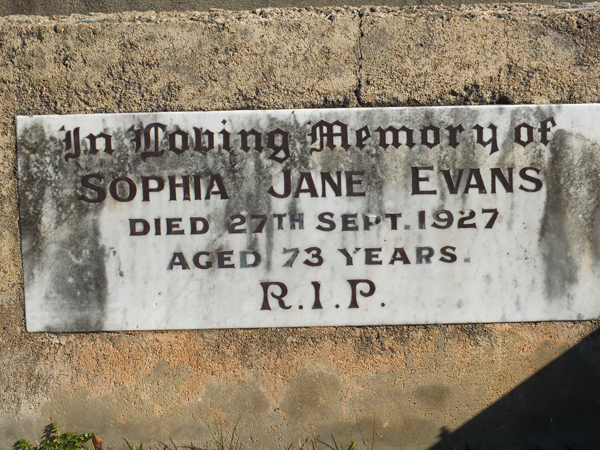 In Loving Memory of
SOPHIA JANE EVANS
DIED 27TH SEPT. 1927
AGED 73 YEARS.
R.I.P.